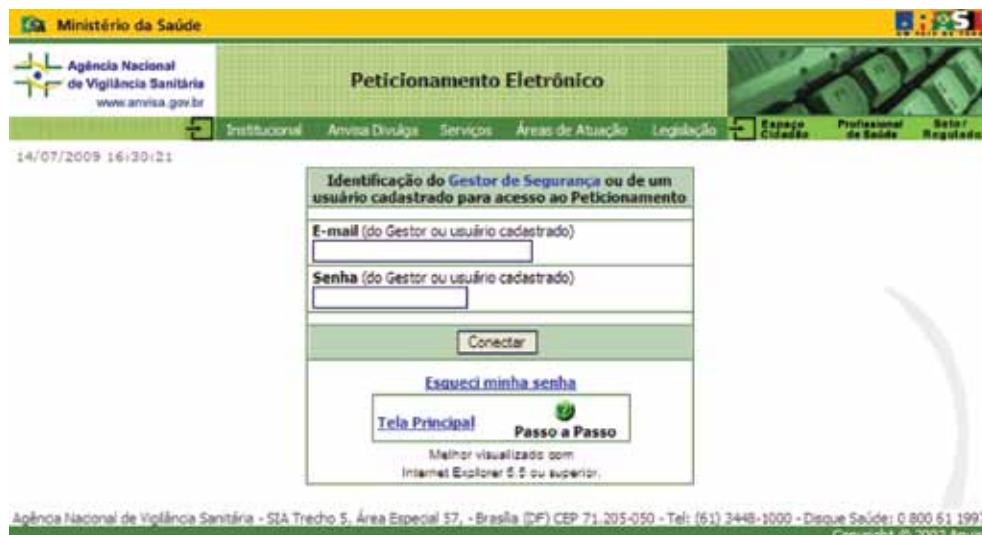 Ministério da Saúde
Agência Nacional
de Vigilância Sanitária
www.anvisa.gov.br
Peticionamento Eletrônico
Institucional Anvisa Divulga Serviços Áreas de Atuação Legislação Espaço Cidadão Profissional de Saúde Setor Regulado
14/07/2009 16:30:21
Identificação do Gestor de Segurança ou de um
usuário cadastrado para acesso ao Peticionamento
E-mail (do Gestor ou usuário cadastrado)
Senha (do Gestor ou usuário cadastrado)
Conectar
Esqueci minha senha
Tela Principal
Passo a Passo
Melhor visualizado com
Internet Explorer 5.5 ou superior.
Agência Nacional de Vigilância Sanitária - SIA Trecho 5, Área Especial 57, - Brasília (DF) CEP 71.205-050 - Tel: (61) 3448-1000 - Disque Saúde: 0 800 61 1997
Copyright © 2003